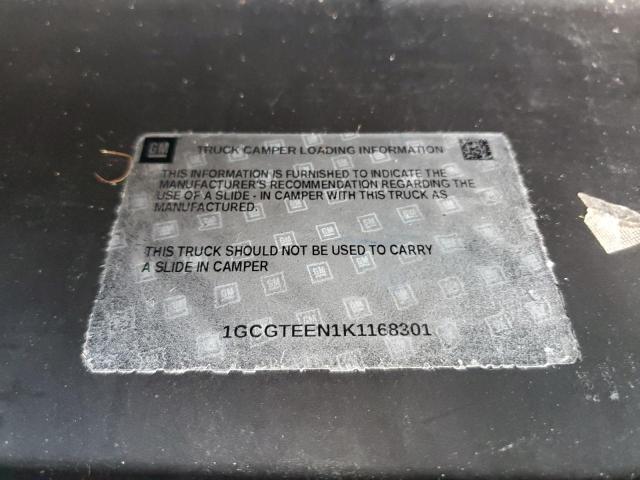 GM TRUCK CAMPER LOADING INFORMATION
THIS INFORMATION IS FURNISHED TO INDICATE THE
MANUFACTURER'S RECOMMENDATION REGARDING THE
USE OF A SLIDE - IN CAMPER WITH THIS TRUCK AS
MANUFACTURED.
THIS TRUCK SHOULD NOT BE USED TO CARRY
A SLIDE IN CAMPER
1GCGTEEN1K1168301